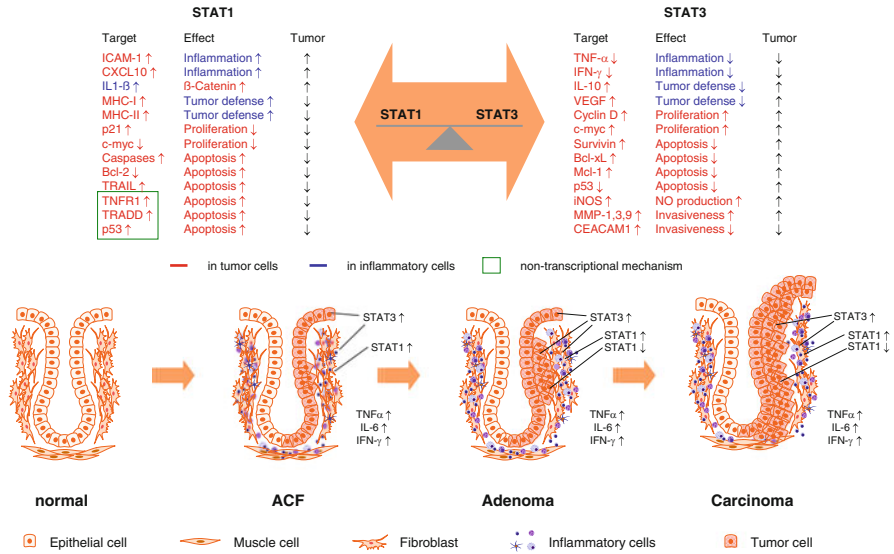 STAT1
Target Effect Tumor
ICAM-1 ↑ Inflammation ↑ ↑
CXCL10 ↑ Inflammation ↑ ↑
IL1-ß ↑ ß-Catenin ↑ ↑
MHC-I ↑ Tumor defense ↑ ↓
MHC-II ↑ Tumor defense ↑ ↓
p21 ↑ Proliferation ↓ ↓
c-myc ↓ Proliferation ↓ ↓
Caspases ↑ Apoptosis ↑ ↓
Bcl-2 ↓ Apoptosis ↑ ↓
TRAIL ↑ Apoptosis ↑ ↓
TNFR1 ↑ Apoptosis ↑ ↓
TRADD ↑ Apoptosis ↑ ↓
p53 ↑ Apoptosis ↑ ↓
STAT1 STAT3
STAT3
Target Effect Tumor
TNF-α ↓ Inflammation ↓ ↓
IFN-γ ↓ Inflammation ↓ ↓
IL-10 ↑ Tumor defense ↓ ↑
VEGF ↑ Tumor defense ↓ ↑
Cyclin D ↑ Proliferation ↑ ↑
c-myc ↑ Proliferation ↑ ↑
Survivin ↑ Apoptosis ↓ ↑
Bcl-xL ↑ Apoptosis ↓ ↑
Mcl-1 ↑ Apoptosis ↓ ↑
p53 ↓ Apoptosis ↓ ↑
iNOS ↑ NO production ↑ ↑
MMP-1,3,9 ↑ Invasiveness ↑ ↑
CEACAM1 ↑ Invasiveness ↓ ↓
in tumor cells in inflammatory cells non-transcriptional mechanism
STAT3 ↑
STAT1 ↑
TNFα ↑
IL-6 ↑
IFN-γ ↑
STAT3 ↑
STAT1 ↑
STAT1 ↓
TNFα ↑
IL-6 ↑
IFN-γ ↑
STAT3 ↑
STAT1 ↑
STAT1 ↓
TNFα ↑
IL-6 ↑
IFN-γ ↑
normal ACF Adenoma Carcinoma
Epithelial cell Muscle cell Fibroblast Inflammatory cells Tumor cell